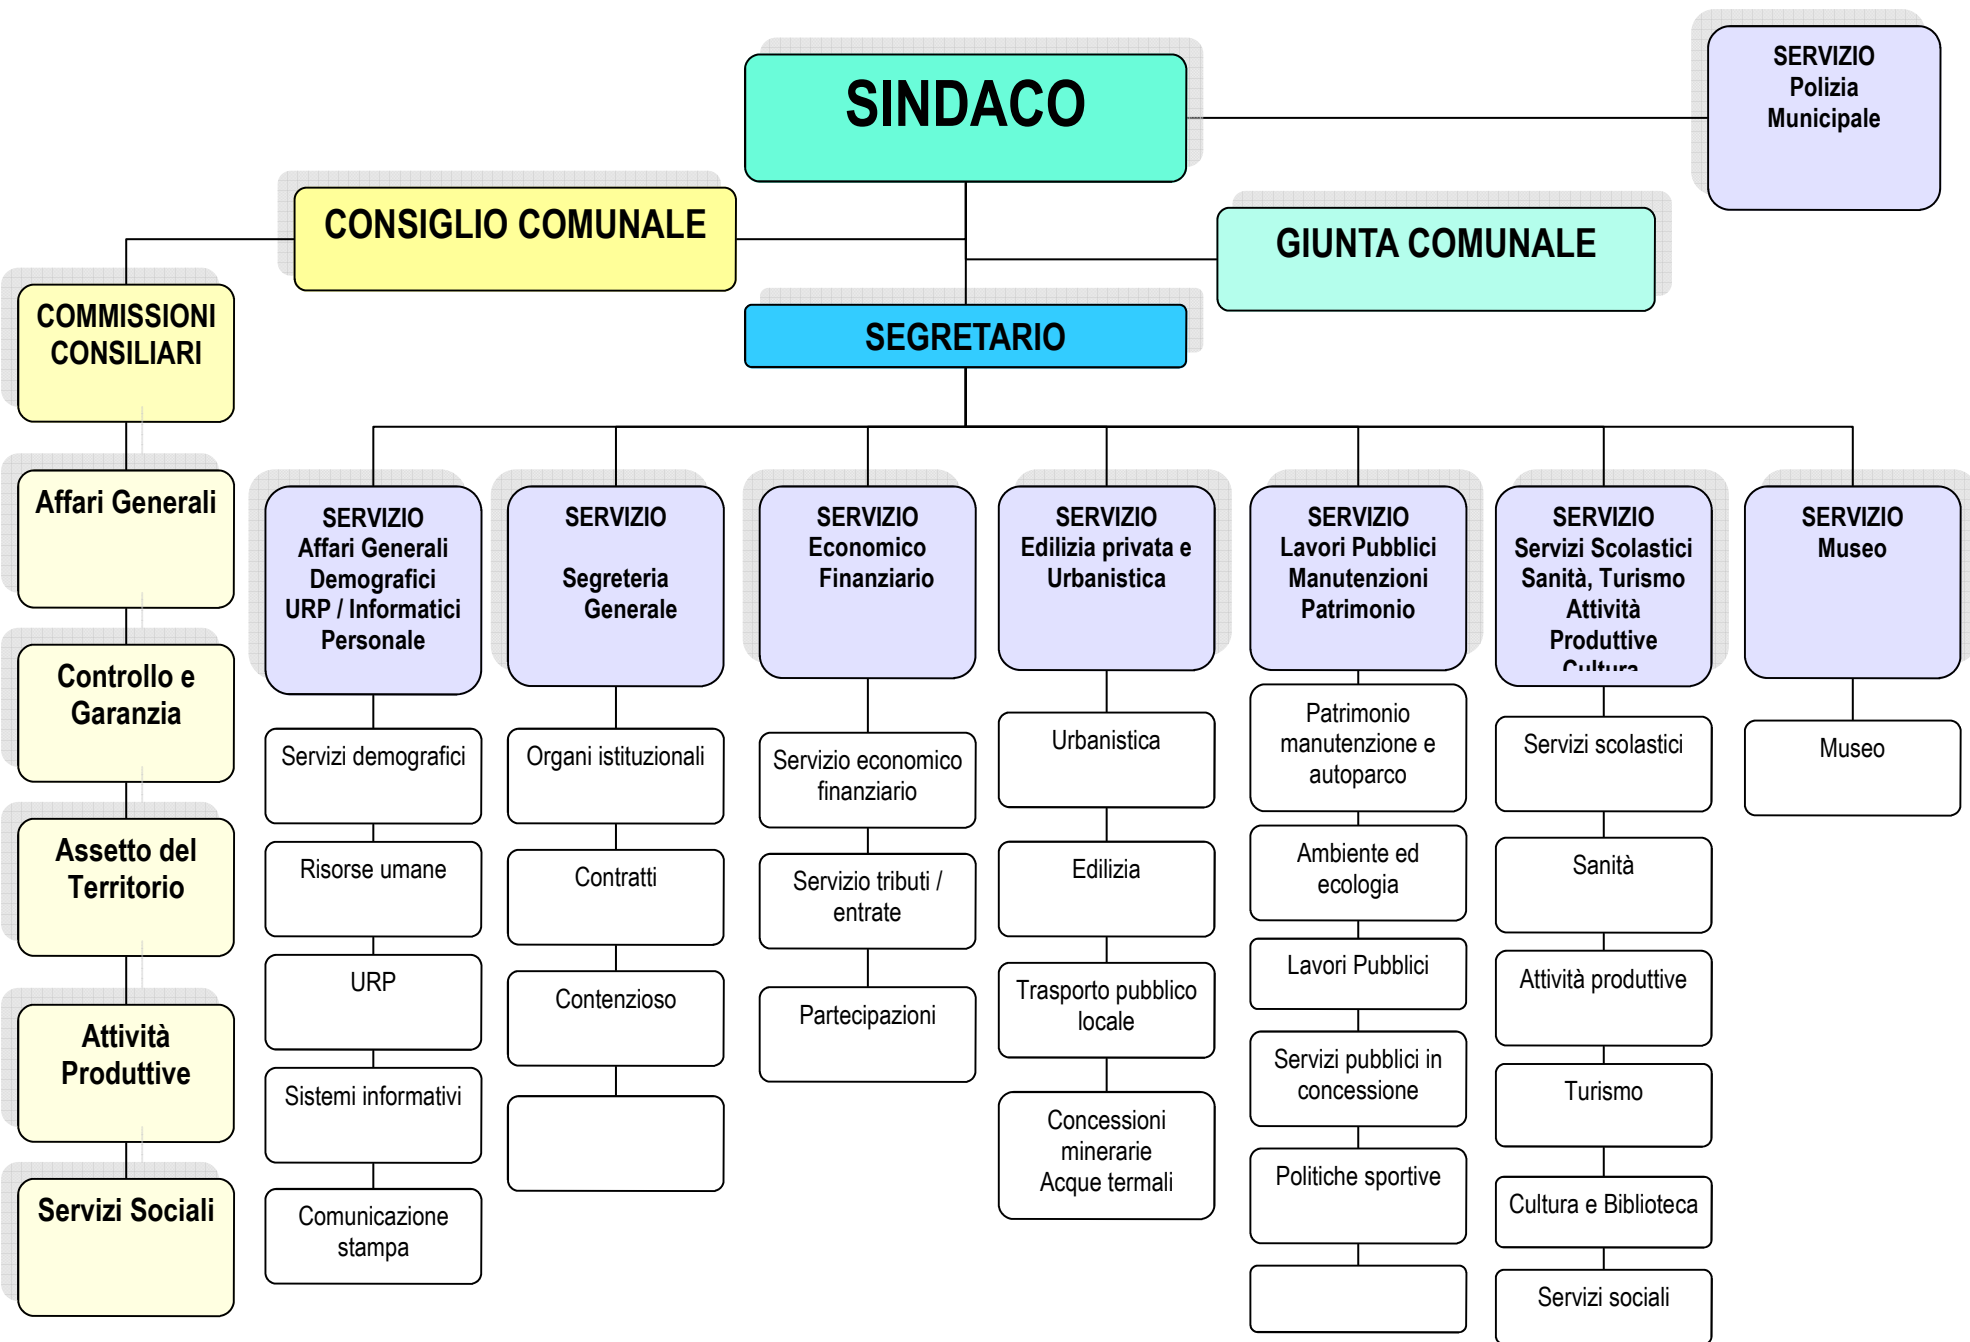 SINDACO
SERVIZIO
Polizia
Municipale
CONSIGLIO COMUNALE
GIUNTA COMUNALE
SEGRETARIO
COMMISSIONI
CONSILIARI
Affari Generali
Controllo e
Garanzia
Assetto del
Territorio
Attività
Produttive
Servizi Sociali
SERVIZIO
Affari Generali
Demografici
URP / Informatici
Personale
Servizi demografici
Risorse umane
URP
Sistemi informativi
Comunicazione
stampa
SERVIZIO
Segreteria
Generale
Organi istituzionali
Contratti
Contenzioso
SERVIZIO
Economico
Finanziario
Servizio economico
finanziario
Servizio tributi /
entrate
Partecipazioni
SERVIZIO
Edilizia privata e
Urbanistica
Urbanistica
Edilizia
Trasporto pubblico
locale
Concessioni
minerarie
Acque termali
SERVIZIO
Lavori Pubblici
Manutenzioni
Patrimonio
Patrimonio
manutenzione e
autoparco
Ambiente ed
ecologia
Lavori Pubblici
Servizi pubblici in
concessione
Politiche sportive
SERVIZIO
Servizi Scolastici
Sanità, Turismo
Attività
Produttive
Cultura
Servizi scolastici
Sanità
Attività produttive
Turismo
Cultura e Biblioteca
Servizi sociali
SERVIZIO
Museo
Museo